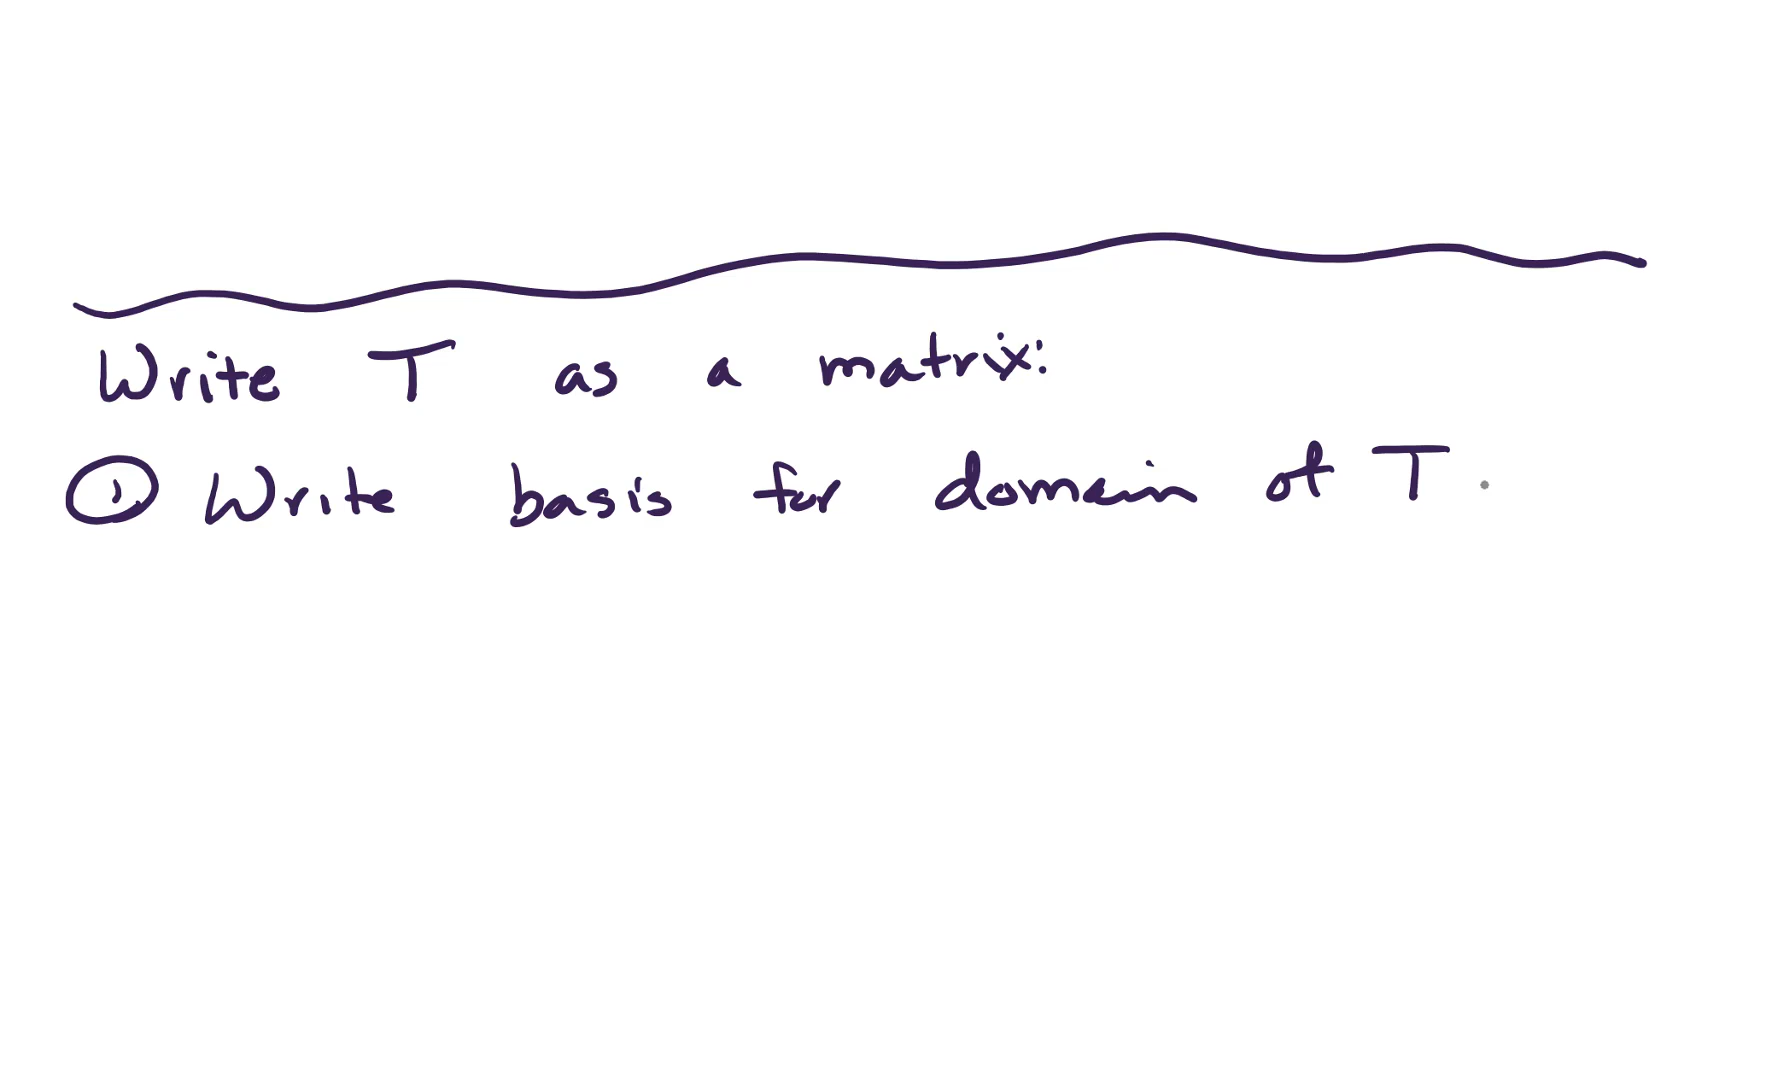 Write T as a matrix:
① Write basis for domain of T